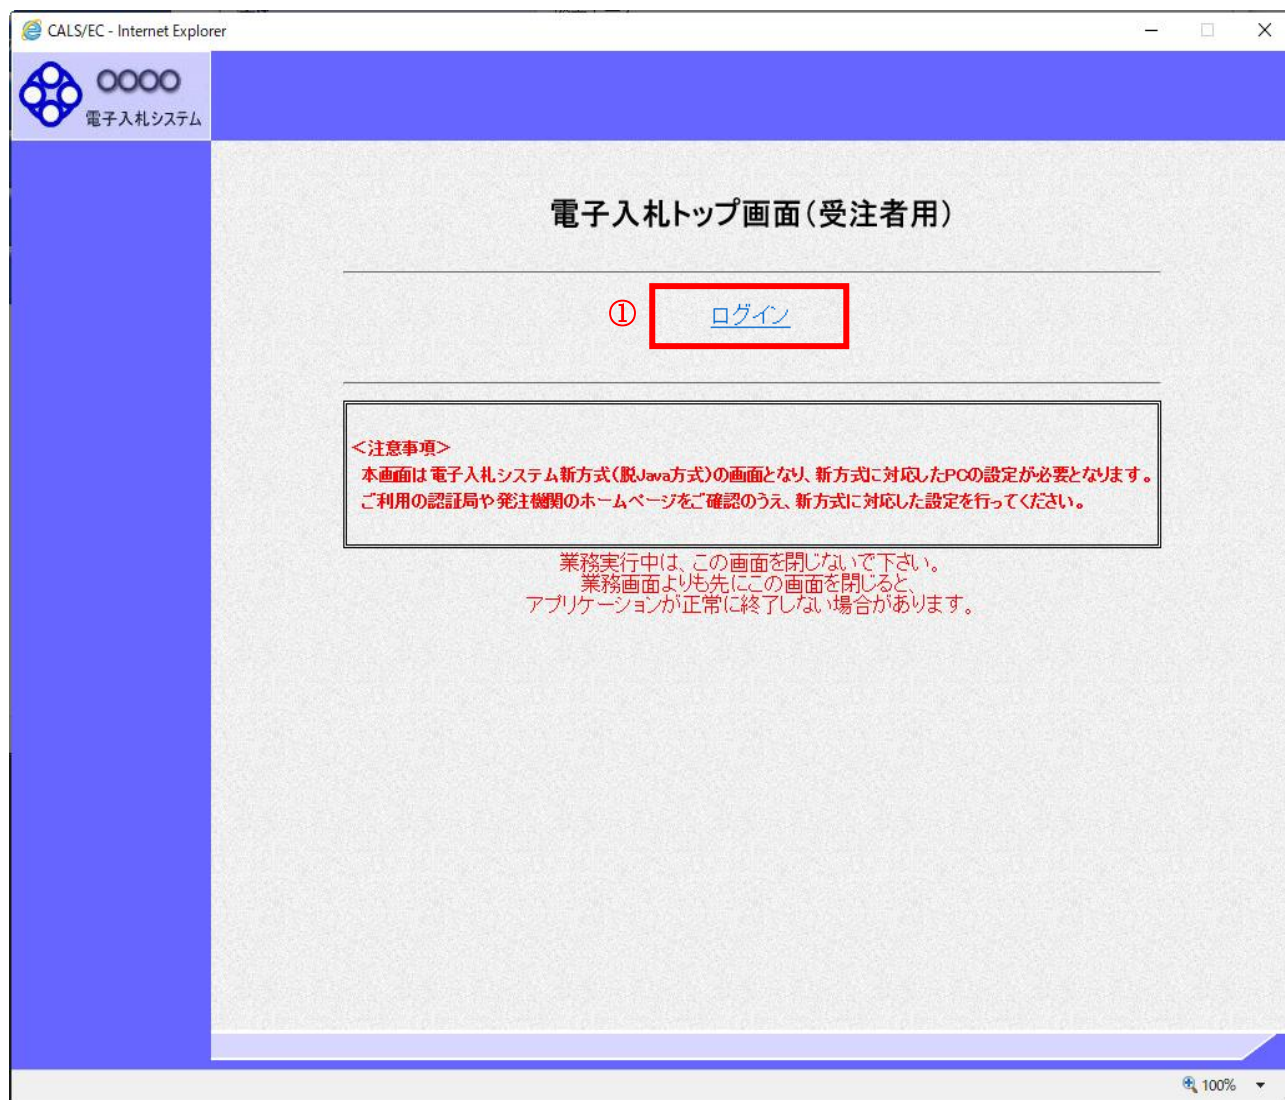 CALS/EC - Internet Explorer
○○○○
電子入札システム
電子入札トップ画面(受注者用)
① ログイン
＜注意事項＞
本画面は電子入札システム新方式(脱Java方式)の画面となり、新方式に対応したPCの設定が必要となります。
ご利用の認証局や発注機関のホームページをご確認のうえ、新方式に対応した設定を行ってください。
業務実行中は、この画面を閉じないで下さい。
業務画面よりも先にこの画面を閉じると、
アプリケーションが正常に終了しない場合があります。
100%